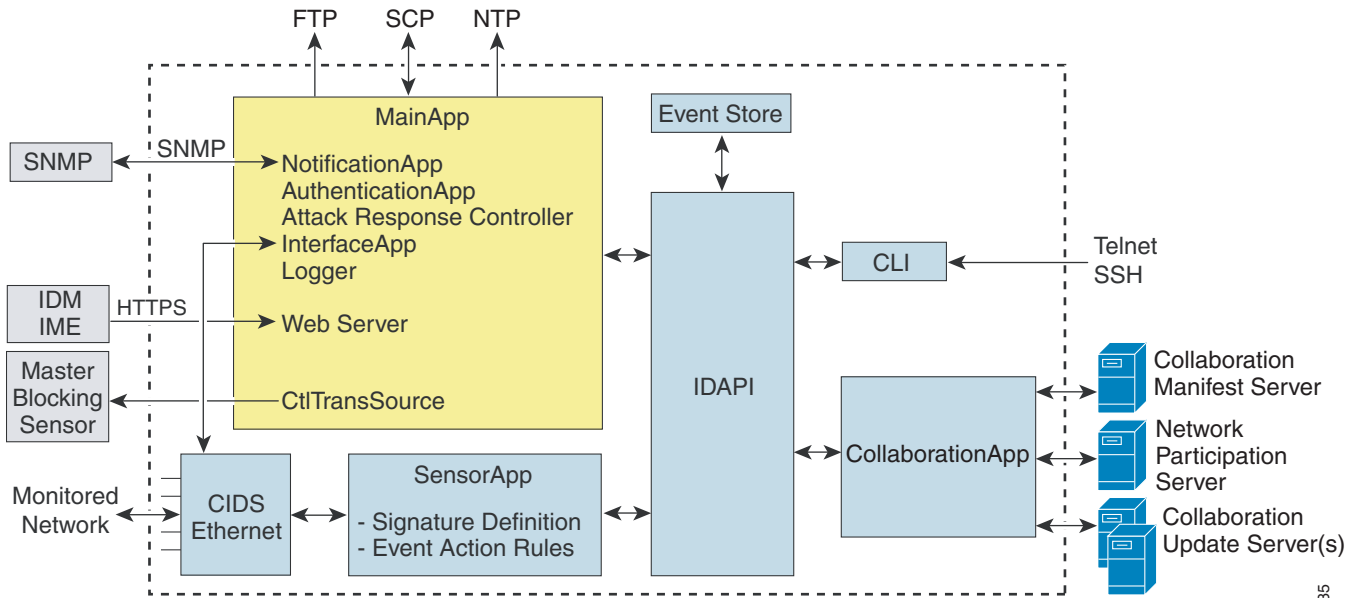 FTP
SCP
NTP
MainApp
Event Store
SNMP
SNMP
NotificationApp
AuthenticationApp
Attack Response Controller
InterfaceApp
Logger
CLI
Telnet
SSH
IDM
IME
HTTPS
Web Server
Master
Blocking
Sensor
CtlTransSource
IDAPI
Collaboration
Manifest Server
CollaborationApp
Network
Participation
Server
Monitored
Network
CIDS
Ethernet
SensorApp
- Signature Definition
- Event Action Rules
Collaboration
Update Server(s)